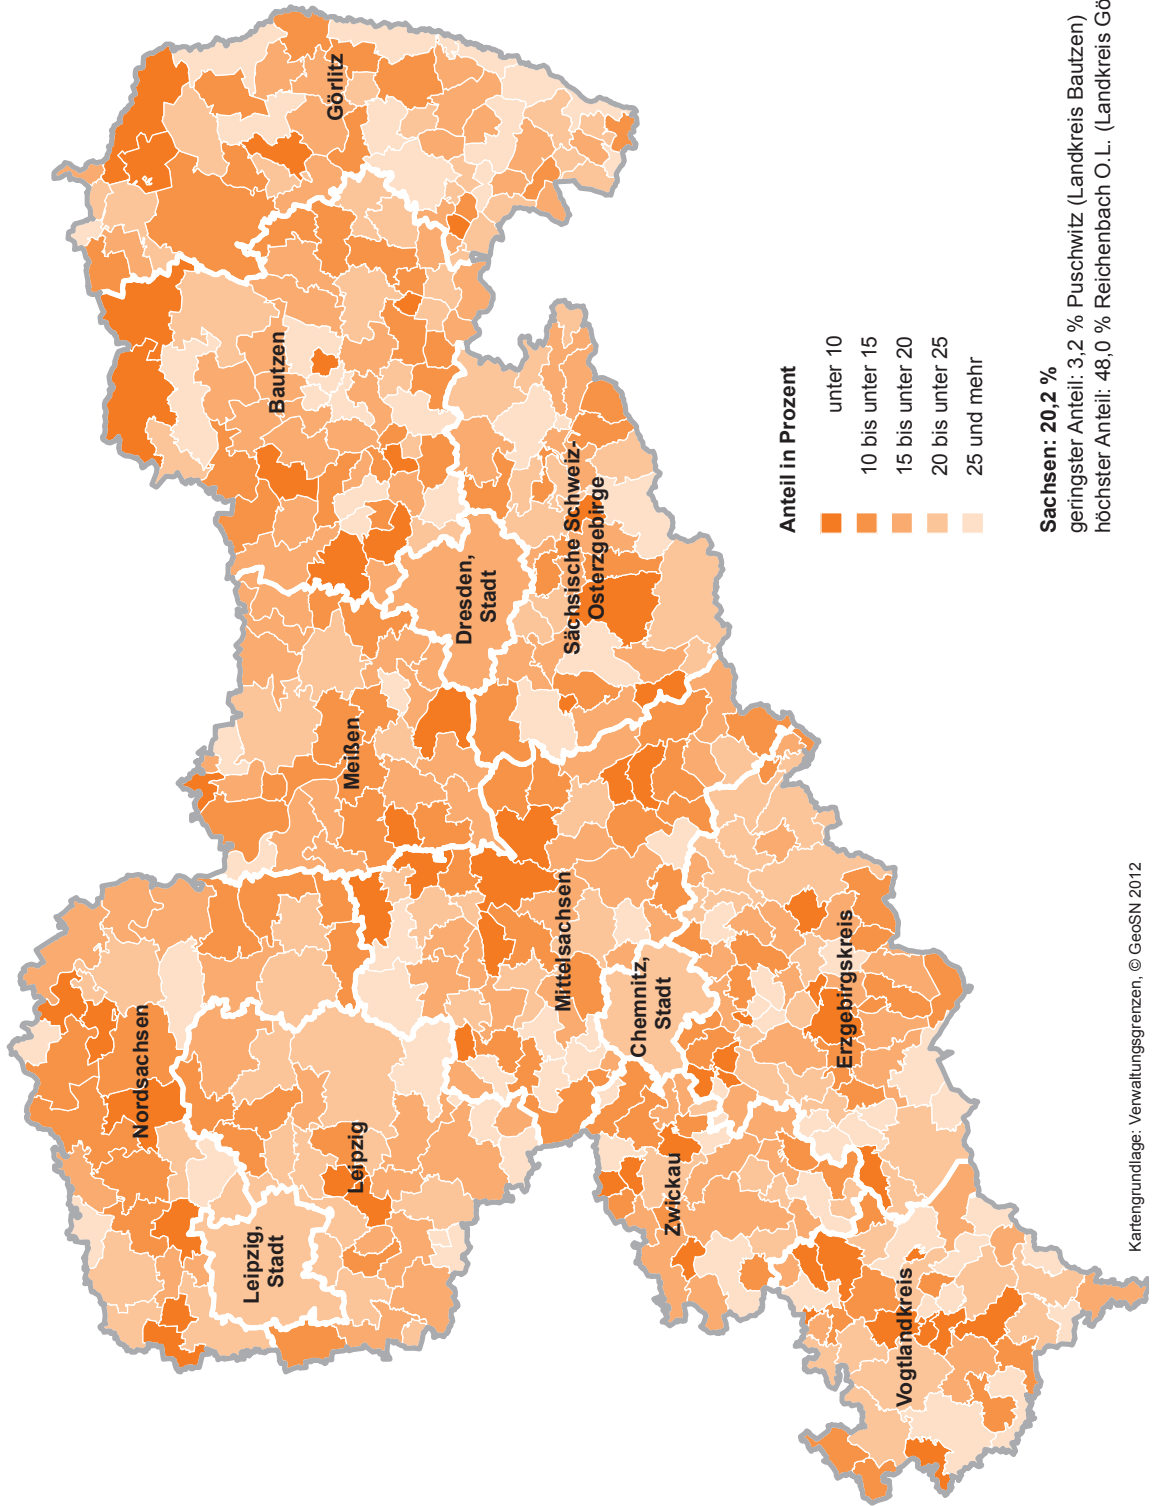 Görlitz
Bautzen
Dresden,
Stadt
Sächsische Schweiz-
Osterzgebirge
Meißen
Nordsachsen
Mittelsachsen
Chemnitz,
Stadt
Erzgebirgskreis
Leipzig
Leipzig,
Stadt
Zwickau
Vogtlandkreis
Anteil in Prozent
unter 10
10 bis unter 15
15 bis unter 20
20 bis unter 25
25 und mehr
Sachsen: 20,2 %
geringster Anteil: 3,2 % Puschwitz (Landkreis Bautzen)
höchster Anteil: 48,0 % Reichenbach O.L. (Landkreis Gö
Kartengrundlage: Verwaltungsgrenzen, © GeoSN 2012